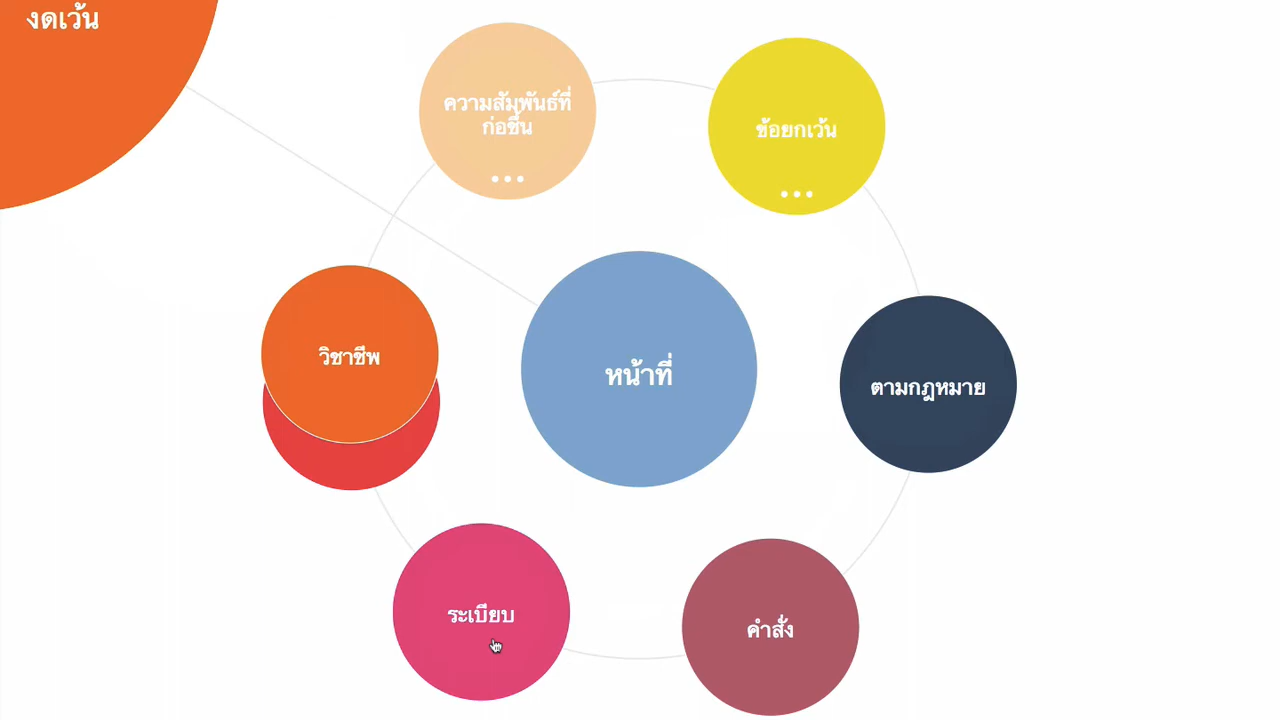 งดเว้น
ความสัมพันธ์ที่
ก่อขึ้น
ข้อยกเว้น
วิชาชีพ
หน้าที่
ตามกฎหมาย
ระเบียบ
คำสั่ง